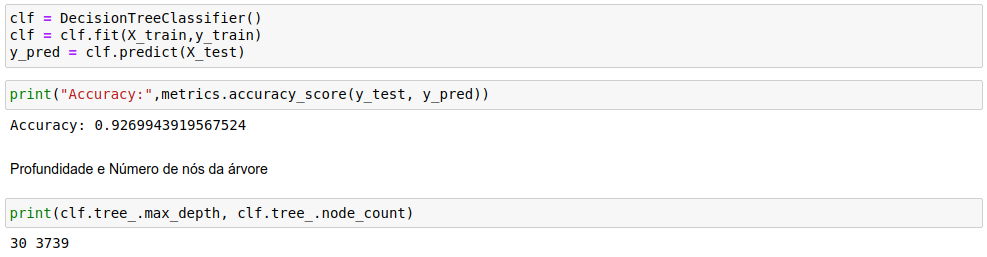 clf = DecisionTreeClassifier()
clf = clf.fit(X_train,y_train)
y_pred = clf.predict(X_test)
print("Accuracy:",metrics.accuracy_score(y_test, y_pred))
Accuracy: 0.9269943919567524
Profundidade e Número de nós da árvore
print(clf.tree_.max_depth, clf.tree_.node_count)
30 3739